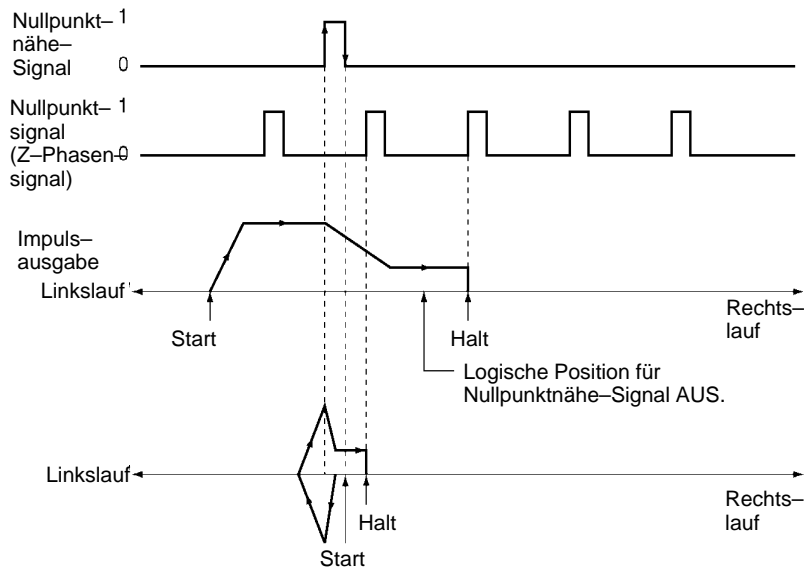 Nullpunkt– 1
nähe–
Signal 0
Nullpunkt– 1
signal
(Z–Phasen– 0
signal)
Impuls–
ausgabe
Linkslauf
Rechts–
lauf
Start
Halt
Logische Position für
Nullpunktnähe–Signal AUS.
Linkslauf
Rechts–
lauf
Halt
Start